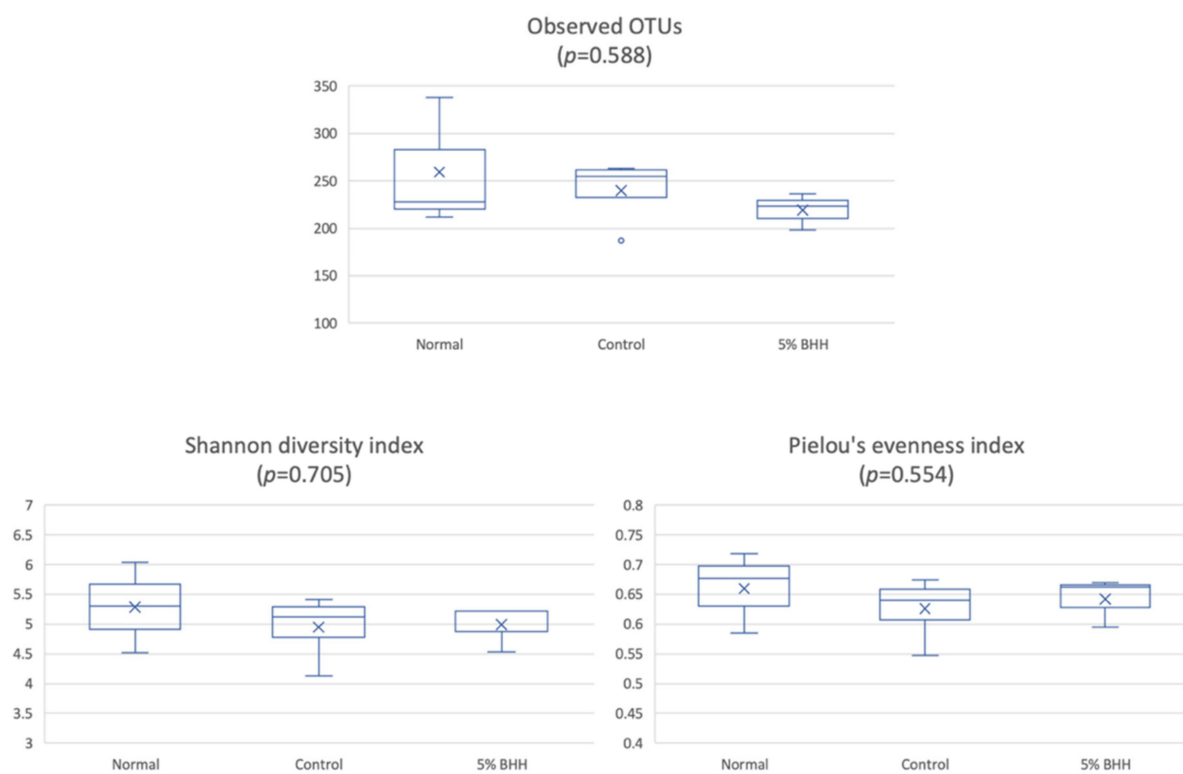 Observed OTUs
(p=0.588)
350
300
250
200
150
100
Normal Control 5% BHH
Shannon diversity index
(p=0.705)
7
6.5
6
5.5
5
4.5
4
3.5
3
Normal Control 5% BHH
Pielou's evenness index
(p=0.554)
0.8
0.75
0.7
0.65
0.6
0.55
0.5
0.45
0.4
Normal Control 5% BHH